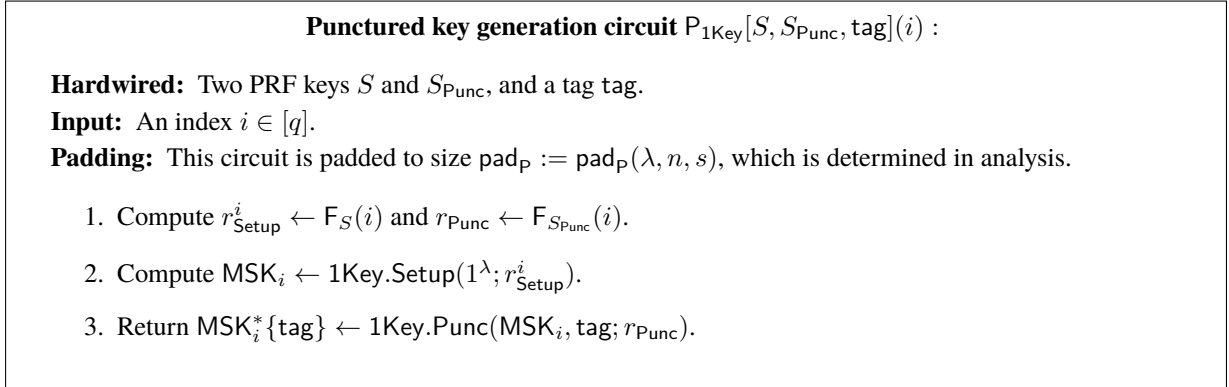 Punctured key generation circuit P_{1Key}[S, S_{Punc}, tag](i) :
Hardwired: Two PRF keys S and S_{Punc}, and a tag tag.
Input: An index i ∈ [q].
Padding: This circuit is padded to size pad_P := pad_P(λ, n, s), which is determined in analysis.
1. Compute r^i_{Setup} ← F_S(i) and r_{Punc} ← F_{S_{Punc}}(i).
2. Compute MSK_i ← 1Key.Setup(1^λ; r^i_{Setup}).
3. Return MSK^*_i{tag} ← 1Key.Punc(MSK_i, tag; r_{Punc}).